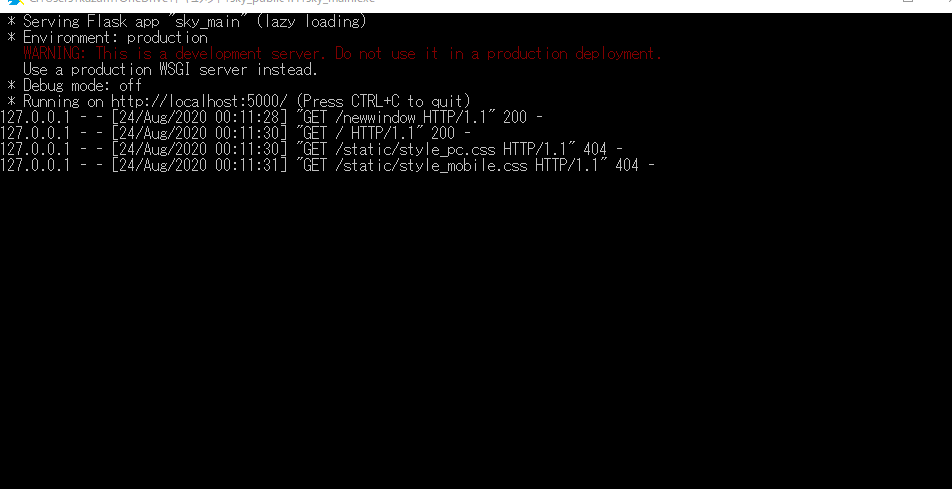 * Serving Flask app "sky_main" (lazy loading)
* Environment: production
WARNING: This is a development server. Do not use it in a production deployment.
Use a production WSGI server instead.
* Debug mode: off
* Running on http://localhost:5000/ (Press CTRL+C to quit)
127.0.0.1 - - [24/Aug/2020 00:11:28] "GET /newwindow HTTP/1.1" 200 -
127.0.0.1 - - [24/Aug/2020 00:11:30] "GET / HTTP/1.1" 200 -
127.0.0.1 - - [24/Aug/2020 00:11:30] "GET /static/style_pc.css HTTP/1.1" 404 -
127.0.0.1 - - [24/Aug/2020 00:11:31] "GET /static/style_mobile.css HTTP/1.1" 404 -